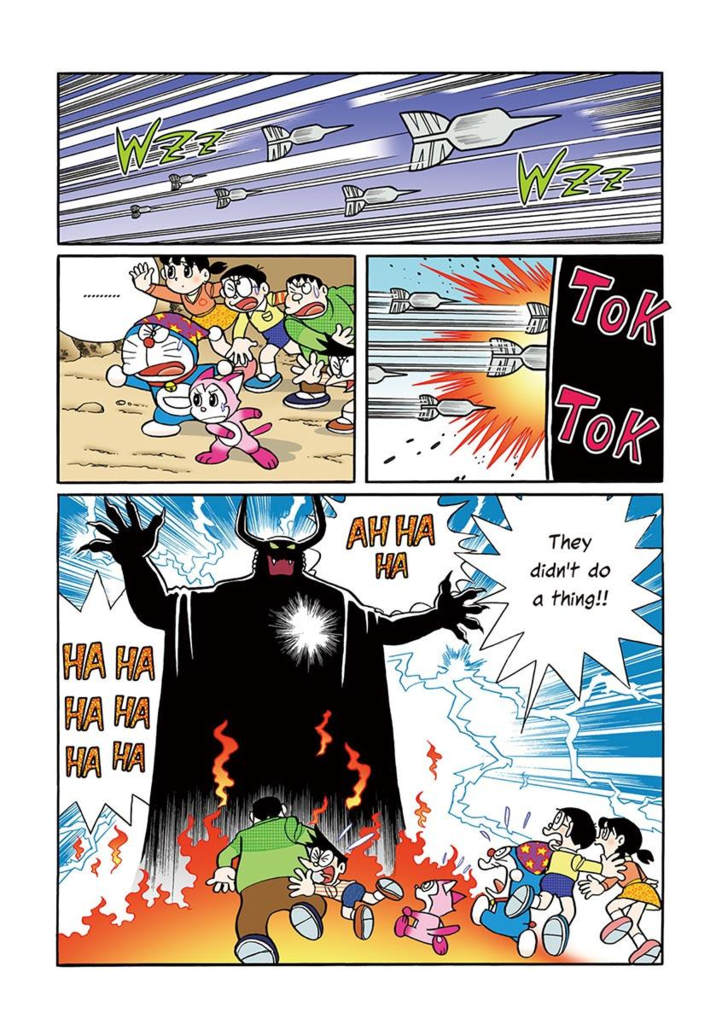 WZZ
WZZ
..........
TOK
TOK
AH HA
HA
They
didn't do
a thing!!
HA HA
HA HA
HA HA